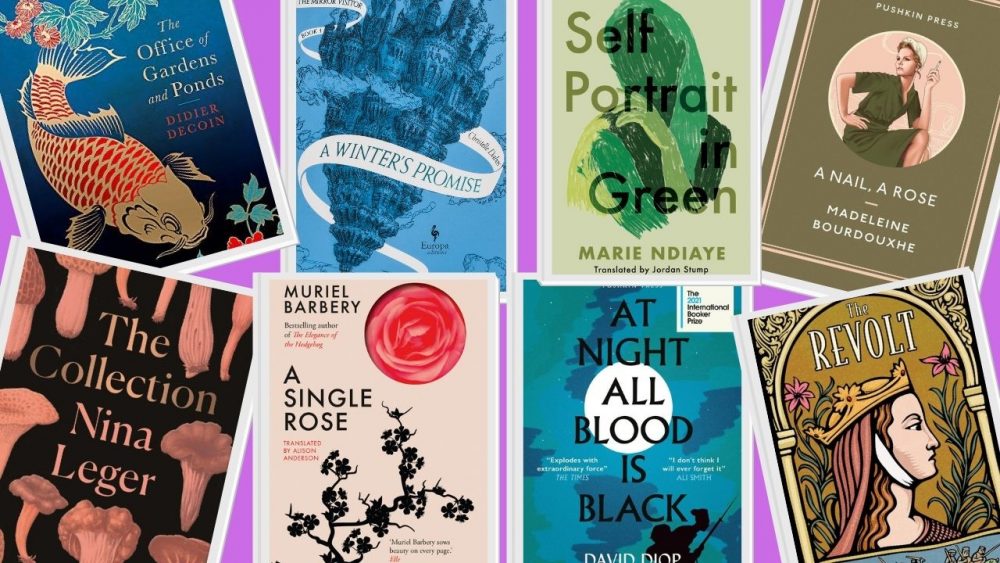 The
Office of
Gardens
and Ponds
DIDIER
DECOIN
THE MIRROR VISITOR
BOOK 1
A WINTER'S PROMISE
Christelle Dabos
Europa
editions
Self
Portrait
in
Green
MARIE NDIAYE
Translated by Jordan Stump
PUSHKIN PRESS
A NAIL, A ROSE
MADELEINE
BOURDOUXHE
The
Collection
Nina
Leger
MURIEL
BARBERY
Bestselling author
of The Elegance of
the Hedgehog
A
SINGLE
ROSE
TRANSLATED
BY ALISON
ANDERSON
'Muriel Barbery sows
beauty on every page.'
Elle
PUSHKIN PRESS
The
2021
International
Booker
Prize
AT
NIGHT
ALL
BLOOD
IS
BLACK
"Explodes with
extraordinary force"
THE TIMES
"I don't think I
will ever forget it"
ALI SMITH
DAVID DIOP
The
REVOLT